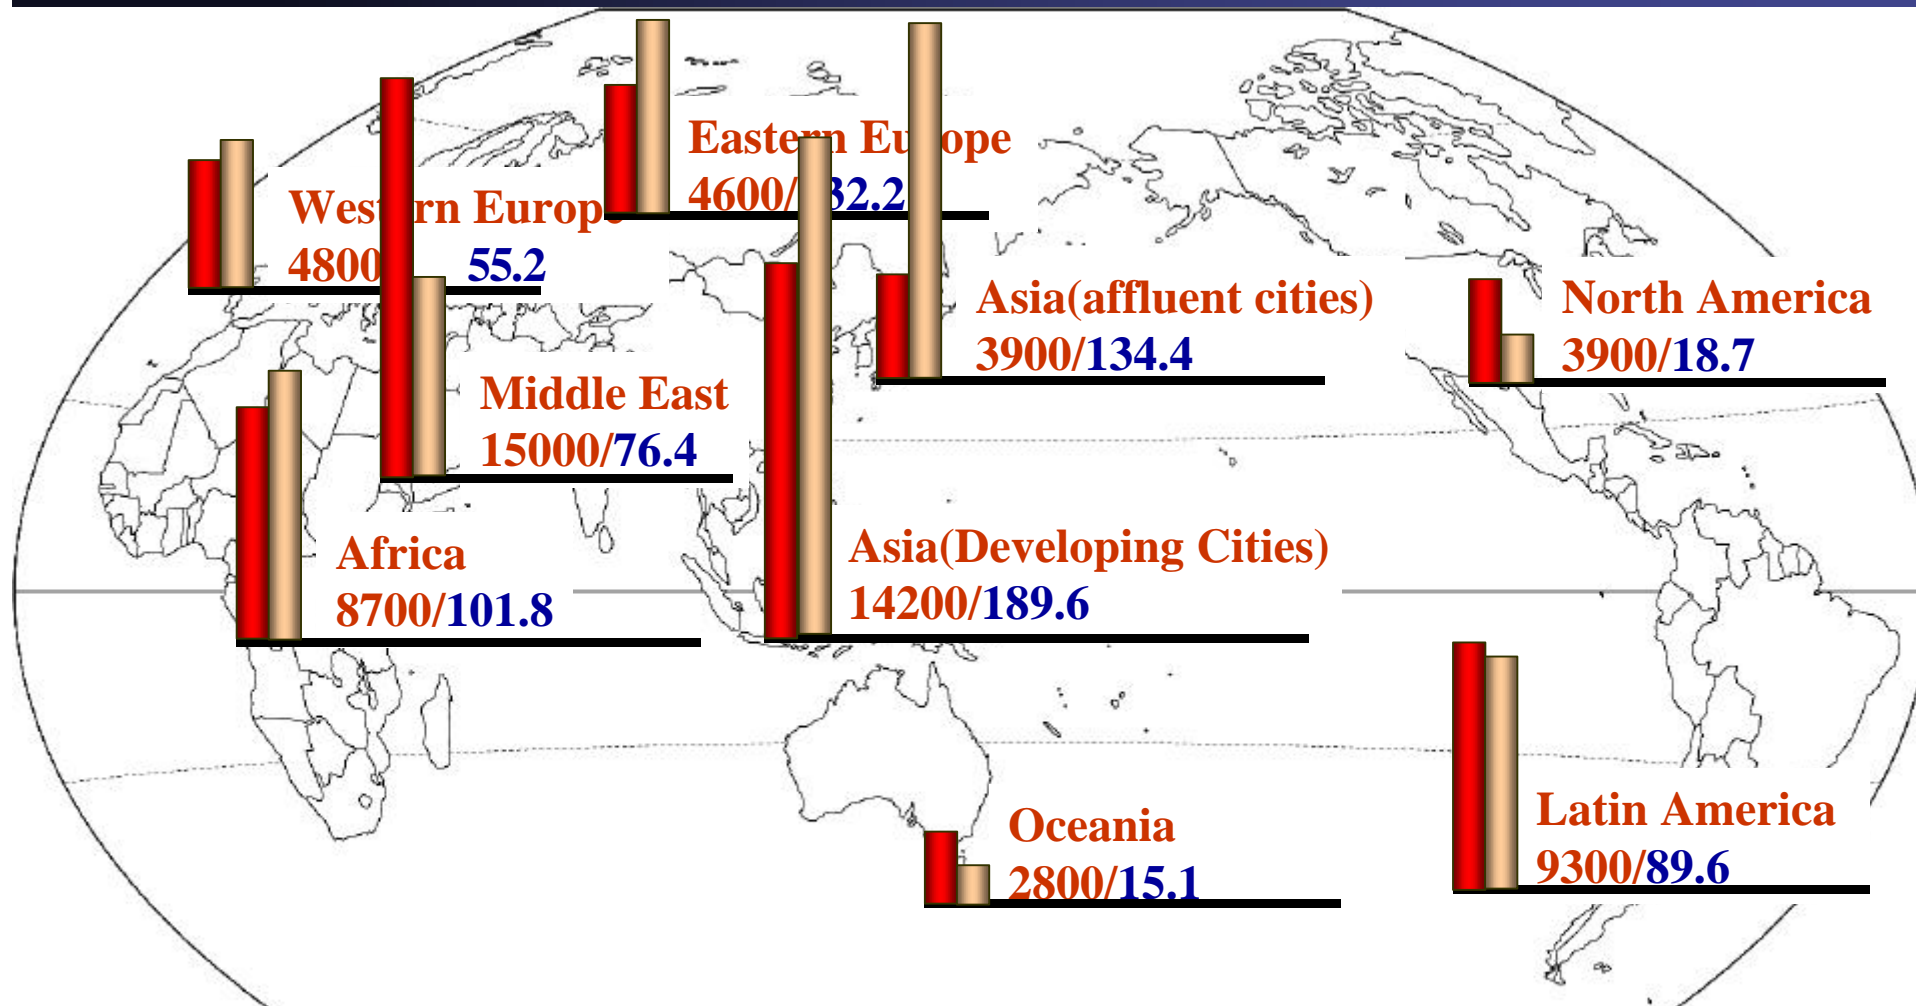 Eastern Europe
4600/ 32.2
Western Europe
4800 55.2
Asia(affluent cities)
3900/134.4
North America
3900/18.7
Middle East
15000/76.4
Africa
8700/101.8
Asia(Developing Cities)
14200/189.6
Oceania
2800/15.1
Latin America
9300/89.6